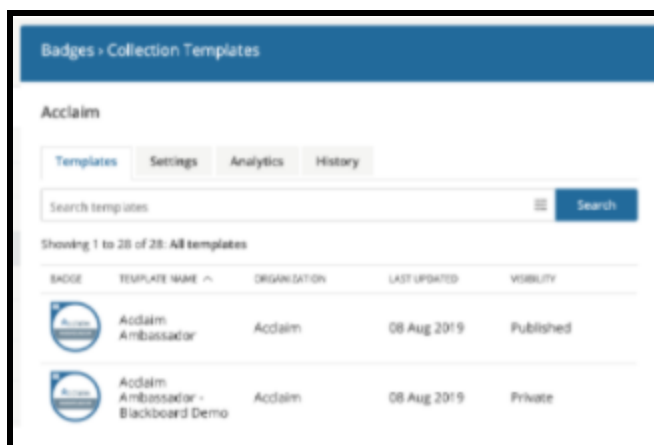 Badges › Collection Templates
Acclaim
Templates Settings Analytics History
Search templates Search
Showing 1 to 28 of 28: All templates
BADGE TEMPLATE NAME ORGANIZATION LAST UPDATED VISIBILITY
Acclaim
Ambassador Acclaim 08 Aug 2019 Published
Acclaim
Ambassador - Acclaim 08 Aug 2019 Private
Blackboard Demo